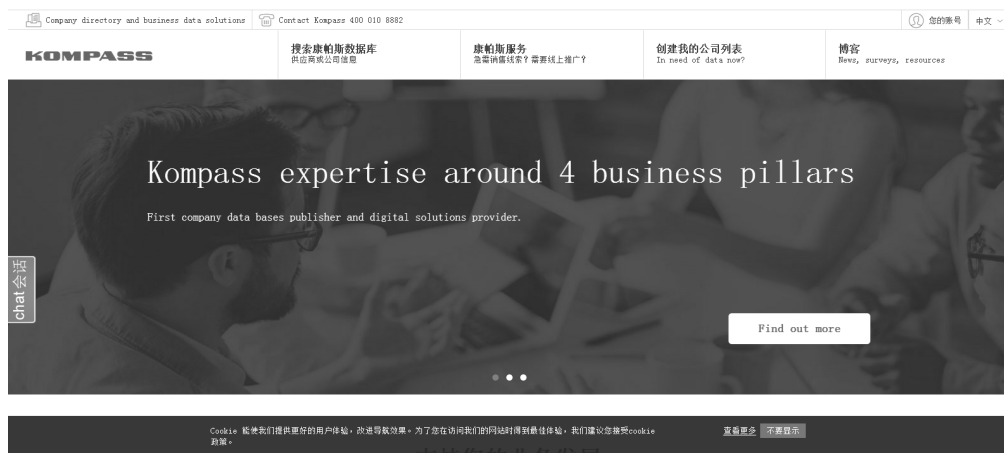 Company directory and business data solutions
Contact Kompass 400 010 8882
您的账号
中文
KOMPASS
搜索康帕斯数据库
供应商或公司信息
康帕斯服务
急需销售线索?需要线上推广?
创建我的公司列表
In need of data now?
博客
News, surveys, resources
Kompass expertise around 4 business pillars
First company data bases publisher and digital solutions provider.
chat 会话
Find out more
Cookie 能使我们提供更好的用户体验,改进导航效果。为了您在访问我们的网站时得到最佳体验,我们建议您接受cookie
政策。
查看更多
不要显示